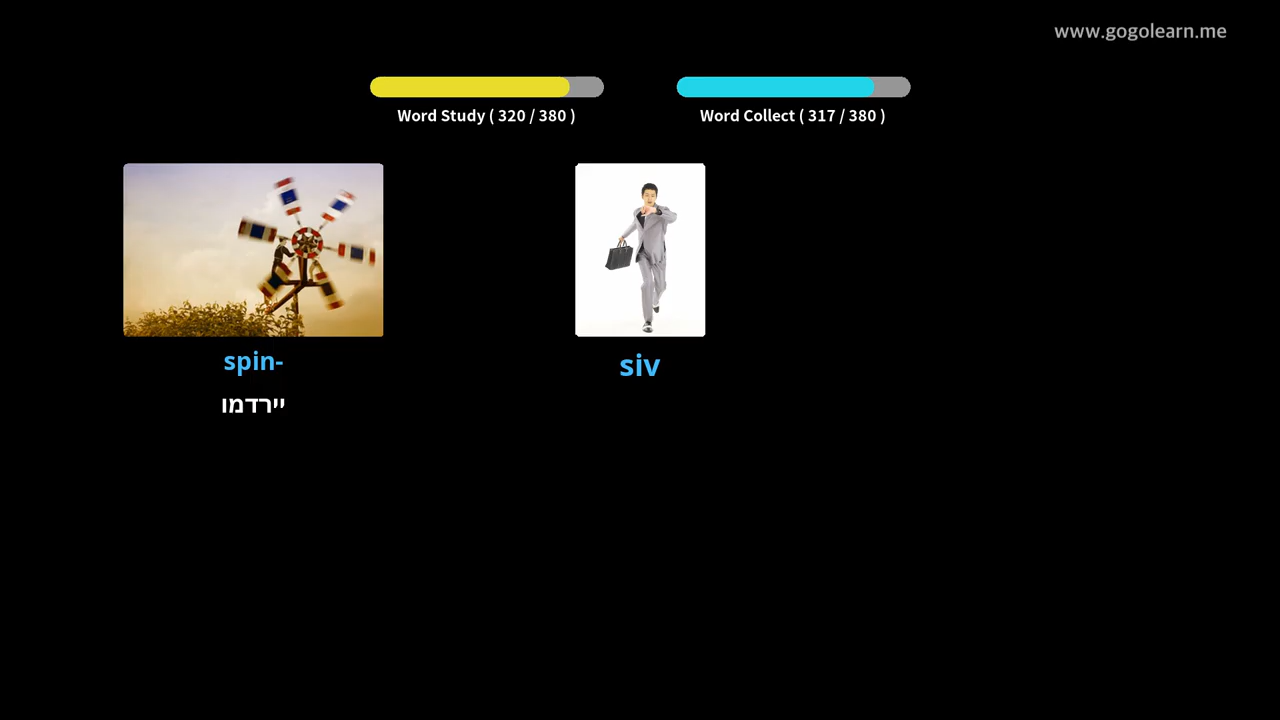 www.gogolearn.me
Word Study ( 320 / 380 )
Word Collect ( 317 / 380 )
spin-
יירדמו
siv